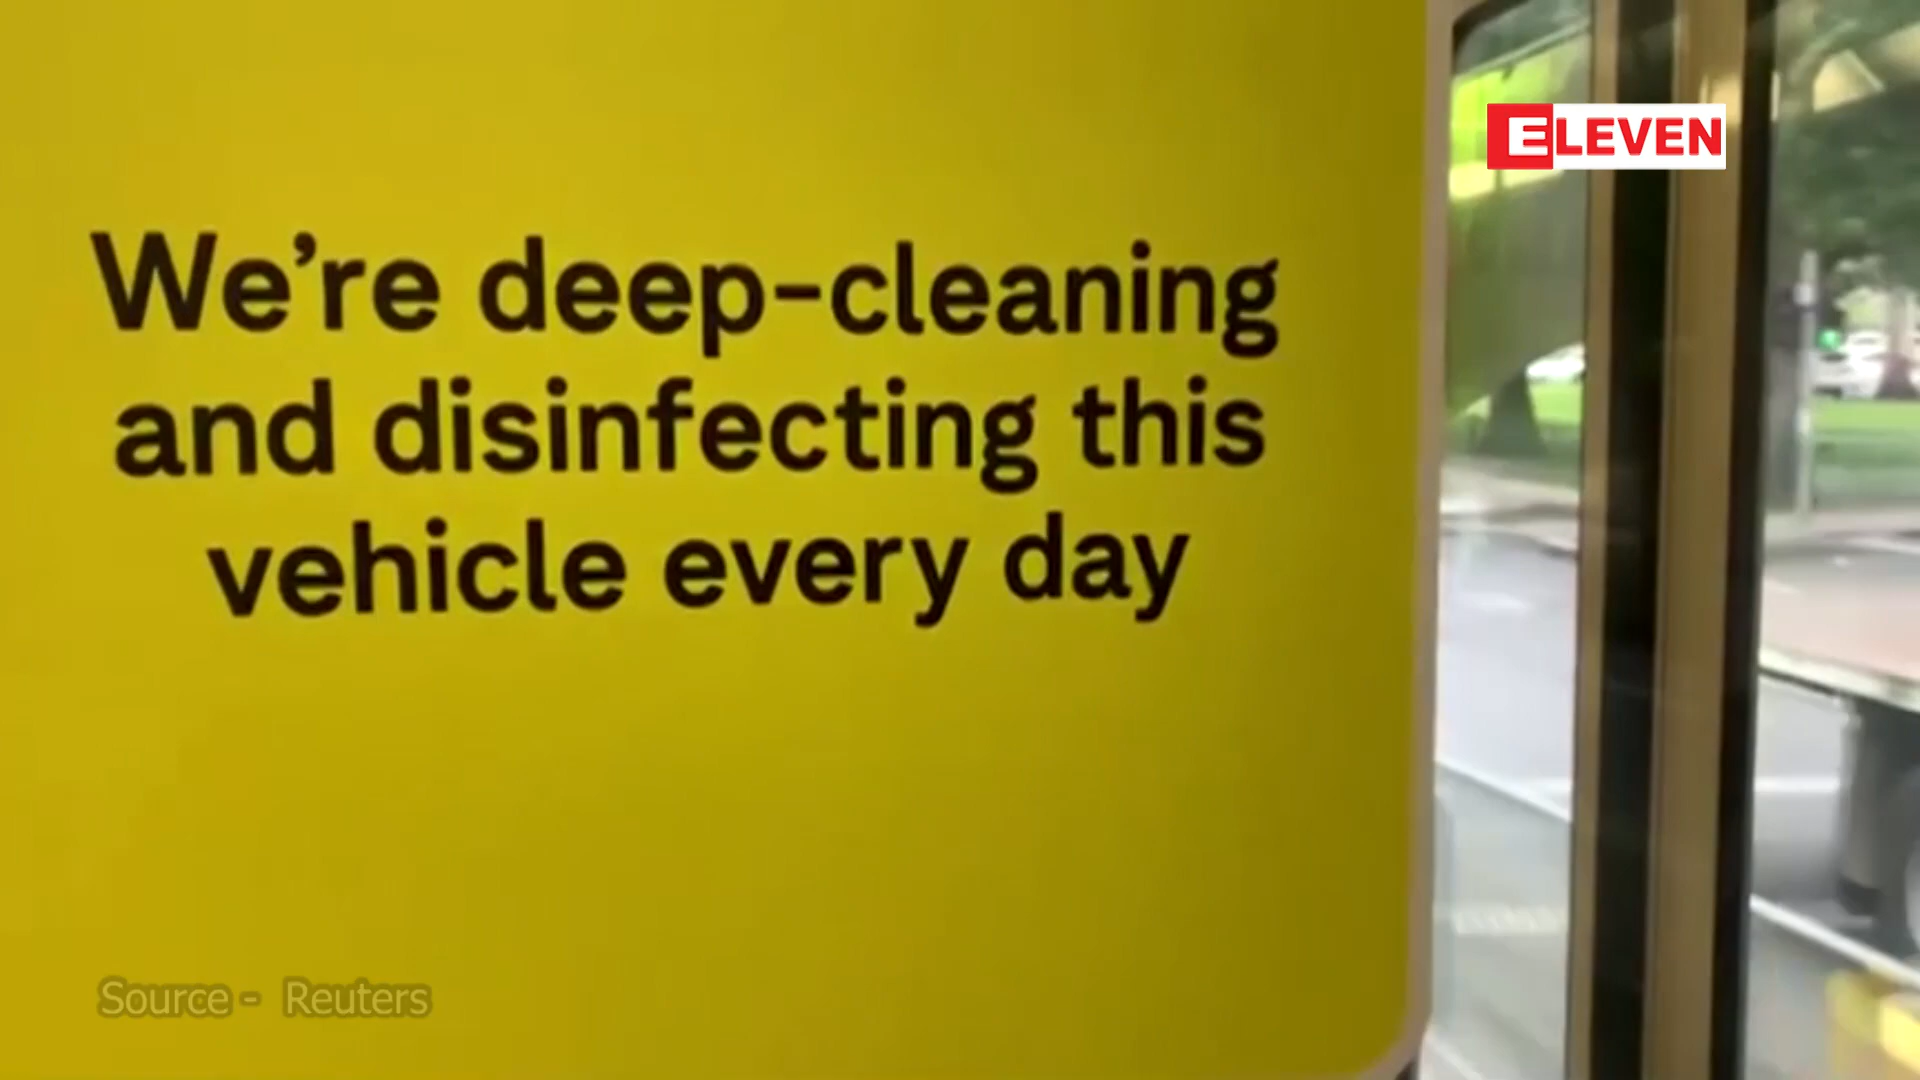 ELEVEN
We're deep-cleaning
and disinfecting this
vehicle every day
Source - Reuters